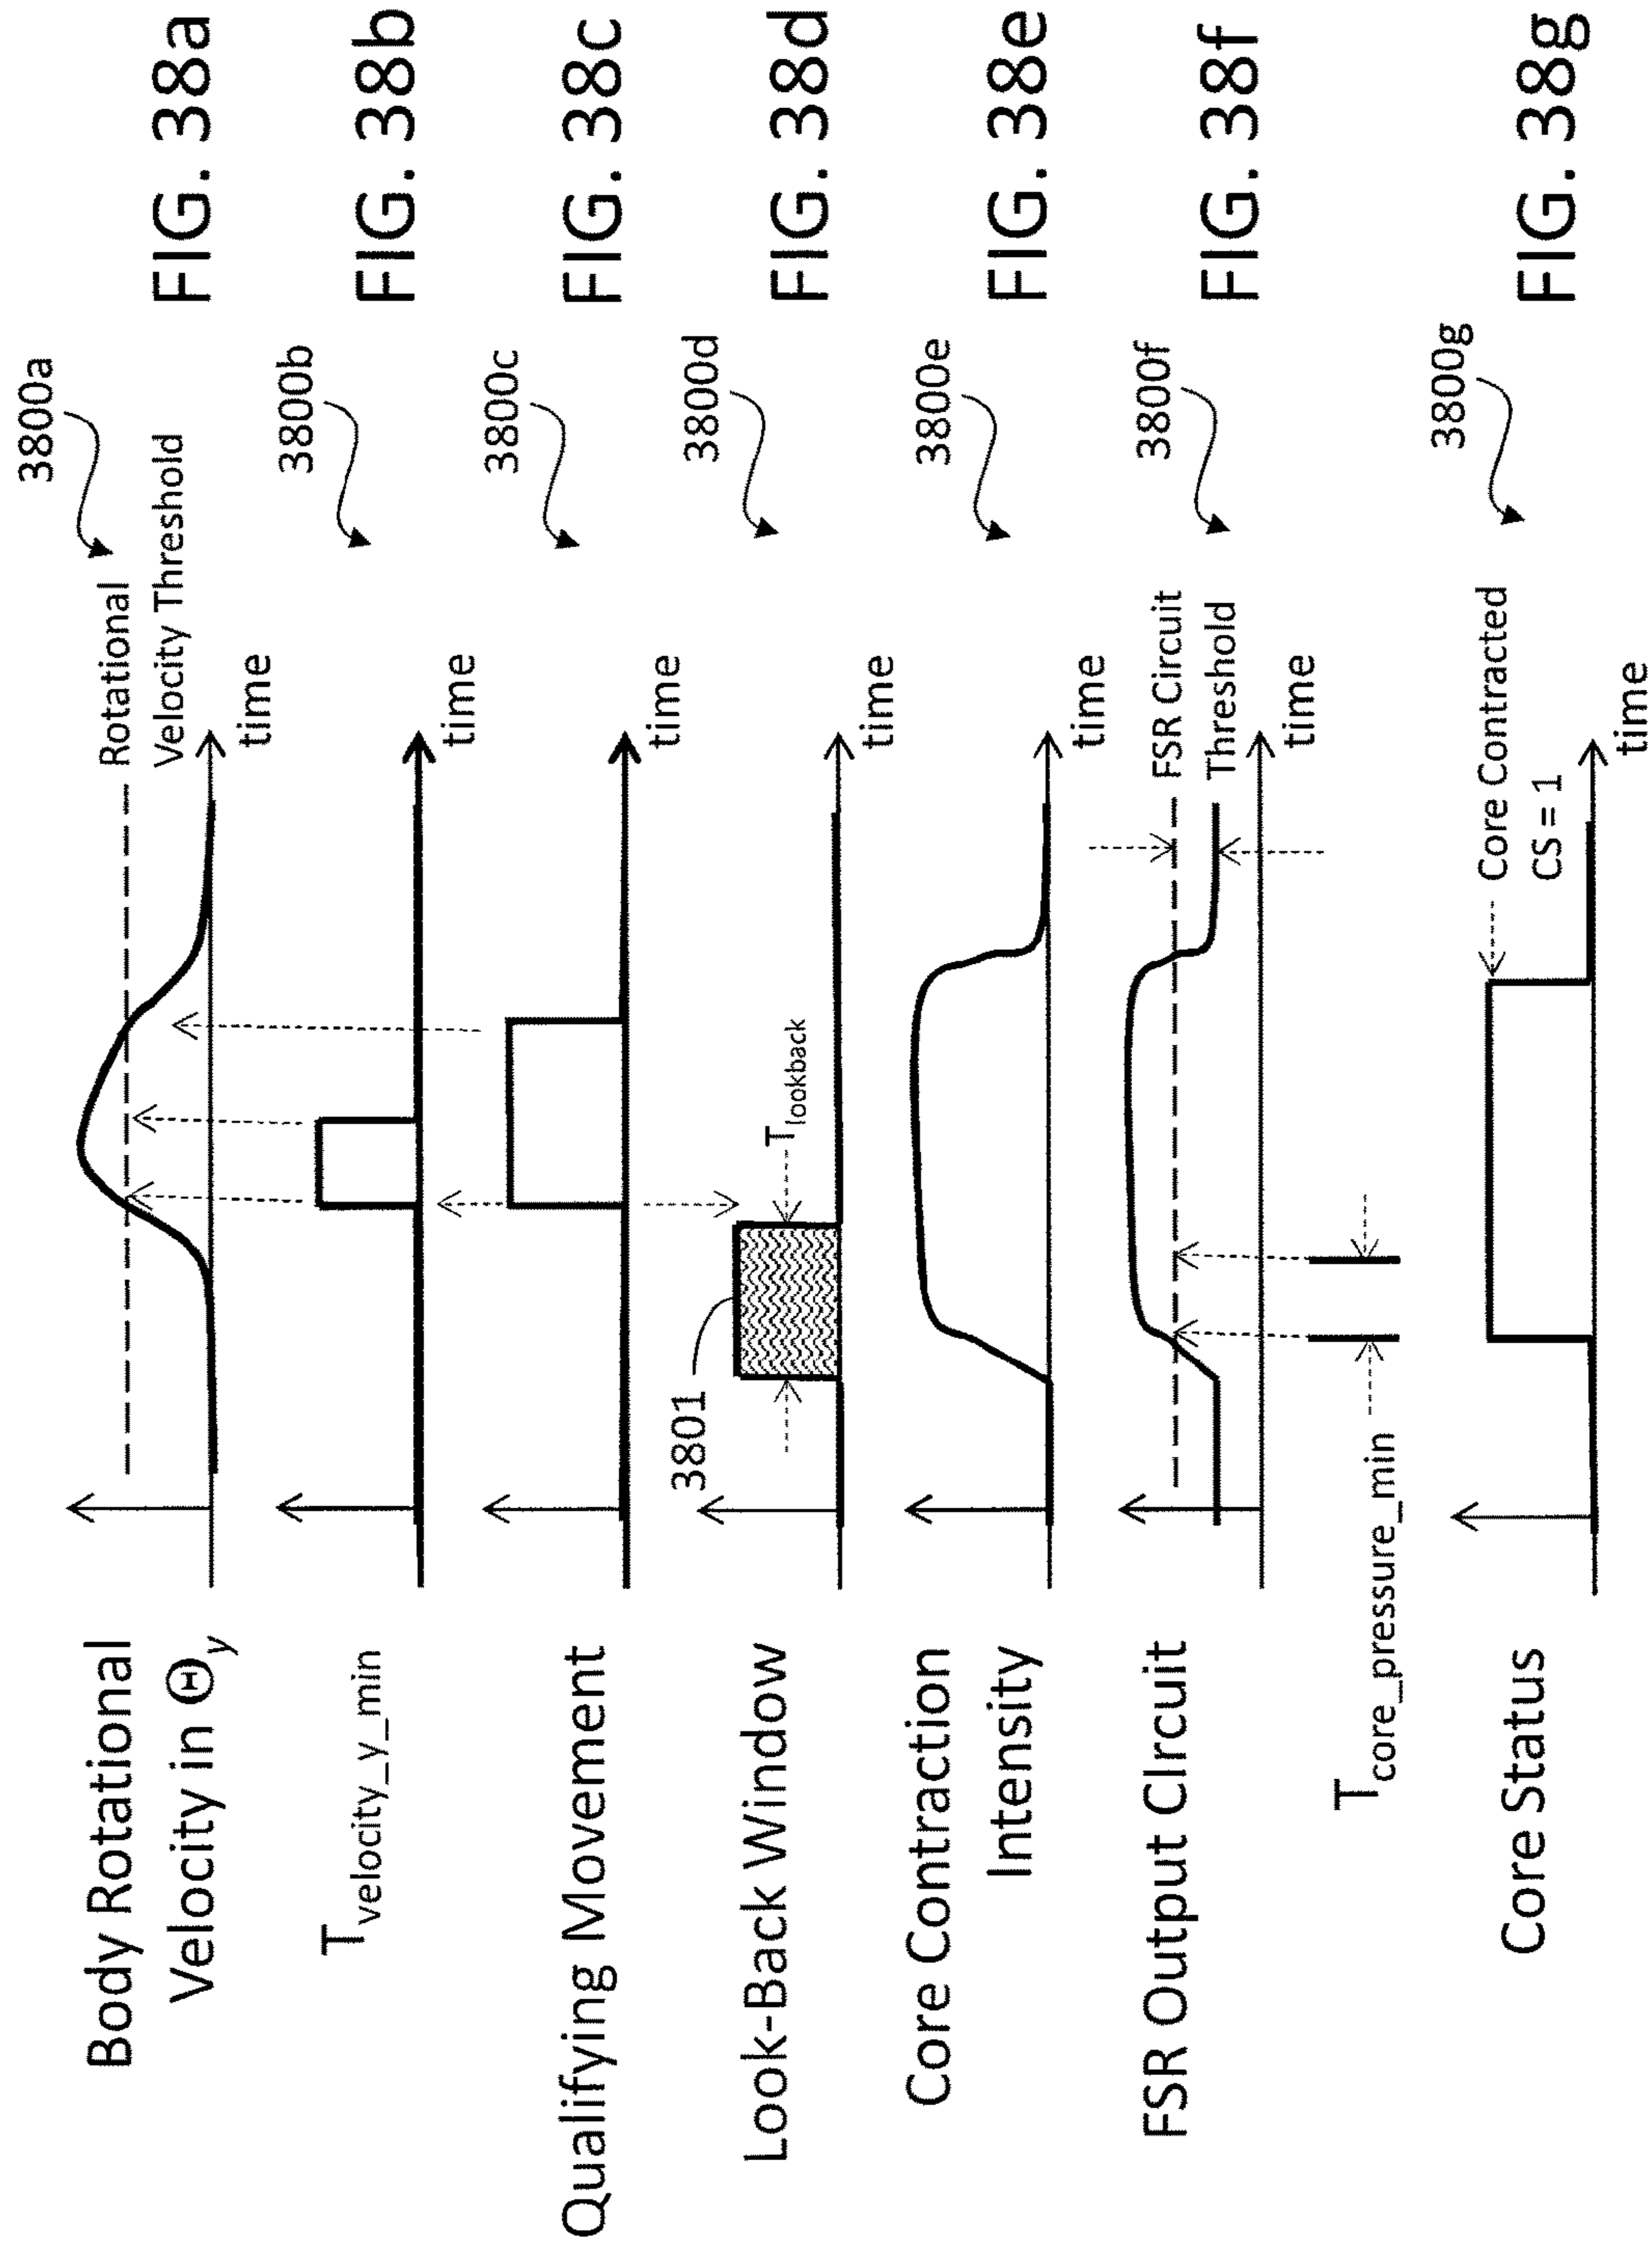 Body Rotational
Velocity in Θy
3800a
Rotational
Velocity Threshold
time
FIG. 38a
Tvelocity_y_min
3800b
time
FIG. 38b
Qualifying Movement
3800c
time
FIG. 38c
Look-Back Window
3801
Tlookback
3800d
time
FIG. 38d
Core Contraction
Intensity
3800e
time
FIG. 38e
FSR Output CIrcuit
3800f
FSR Circuit
Threshold
time
FIG. 38f
Tcore_pressure_min
Core Status
3800g
Core Contracted
CS = 1
time
FIG. 38g